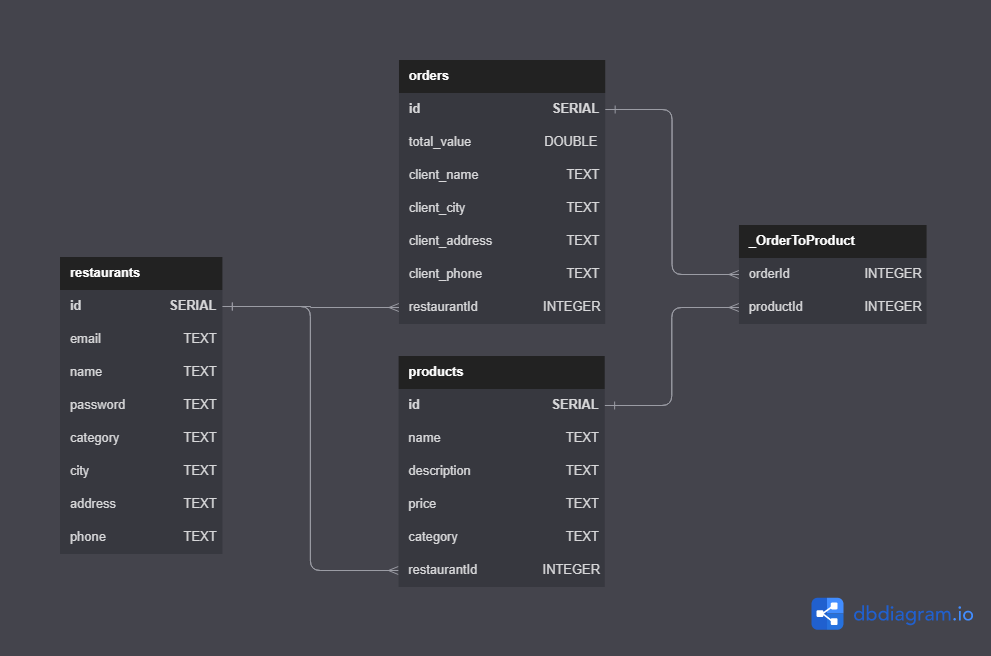 orders
id SERIAL
total_value DOUBLE
client_name TEXT
client_city TEXT
client_address TEXT
client_phone TEXT
restaurantId INTEGER
_OrderToProduct
orderId INTEGER
productId INTEGER
restaurants
id SERIAL
email TEXT
name TEXT
password TEXT
category TEXT
city TEXT
address TEXT
phone TEXT
products
id SERIAL
name TEXT
description TEXT
price TEXT
category TEXT
restaurantId INTEGER
dbdiagram.io